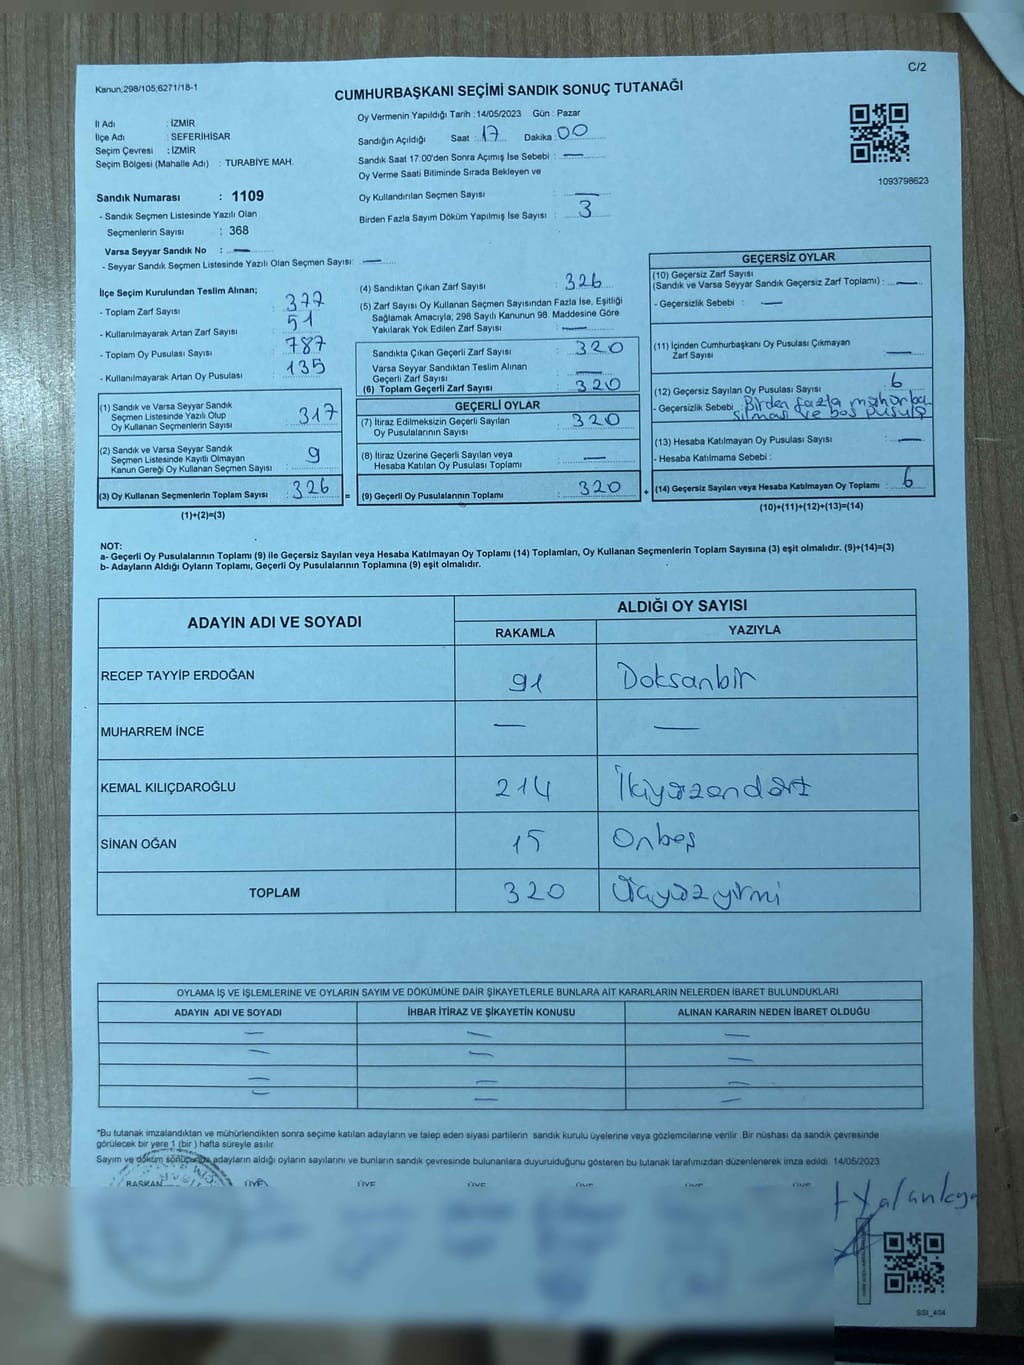 Kanun,298/105,6271/18-1
C/2
CUMHURBAŞKANI SEÇİMİ SANDIK SONUÇ TUTANAĞI
İl Adı : İZMİR
İlçe Adı : SEFERİHİSAR
Seçim Çevresi : İZMİR
Seçim Bölgesi (Mahalle Adı) : TURABİYE MAH.
Oy Vermenin Yapıldığı Tarih : 14/05/2023 Gün : Pazar
Sandığın Açıldığı Saat : 17 Dakika : 00
Sandık Saat 17:00'den Sonra Açımış İse Sebebi : —
Oy Verme Saati Bitiminde Sırada Bekleyen ve
Oy Kullandırılan Seçmen Sayısı : —
Birden Fazla Sayım Döküm Yapılmış İse Sayısı : 3
1093798623
Sandık Numarası : 1109
- Sandık Seçmen Listesinde Yazılı Olan
Seçmenlerin Sayısı : 368
Varsa Seyyar Sandık No : —
- Seyyar Sandık Seçmen Listesinde Yazılı Olan Seçmen Sayısı: —
İlçe Seçim Kurulundan Teslim Alınan;
- Toplam Zarf Sayısı : 377
- Kullanılmayarak Artan Zarf Sayısı : 51
- Toplam Oy Pusulası Sayısı : 787
- Kullanılmayarak Artan Oy Pusulası : 135
(1) Sandık ve Varsa Seyyar Sandık
Seçmen Listesinde Yazılı Olup
Oy Kullanan Seçmenlerin Sayısı : 317
(2) Sandık ve Varsa Seyyar Sandık
Seçmen Listesinde Kayıtlı Olmayan
Kanun Gereği Oy Kullanan Seçmen Sayısı : 9
(3) Oy Kullanan Seçmenlerin Toplam Sayısı : 326
(1)+(2)=(3)
=
(4) Sandıktan Çıkan Zarf Sayısı : 326
(5) Zarf Sayısı Oy Kullanan Seçmen Sayısından Fazla İse, Eşitliği
Sağlamak Amacıyla; 298 Sayılı Kanunun 98. Maddesine Göre
Yakılarak Yok Edilen Zarf Sayısı : —
Sandıkta Çıkan Geçerli Zarf Sayısı : 320
Varsa Seyyar Sandıktan Teslim Alınan
Geçerli Zarf Sayısı : —
(6) Toplam Geçerli Zarf Sayısı : 320
GEÇERLİ OYLAR
(7) İtiraz Edilmeksizin Geçerli Sayılan
Oy Pusulalarının Sayısı : 320
(8) İtiraz Üzerine Geçerli Sayılan veya
Hesaba Katılan Oy Pusulası Toplamı : —
(9) Geçerli Oy Pusulalarının Toplamı : 320
+
GEÇERSİZ OYLAR
(10) Geçersiz Zarf Sayısı
(Sandık ve Varsa Seyyar Sandık Geçersiz Zarf Toplamı) : —
- Geçersizlik Sebebi : —
(11) İçinden Cumhurbaşkanı Oy Pusulası Çıkmayan
Zarf Sayısı : —
(12) Geçersiz Sayılan Oy Pusulası Sayısı : 6
- Geçersizlik Sebebi : Birden fazla mühür
ve boş pusula
(13) Hesaba Katılmayan Oy Pusulası Sayısı : —
- Hesaba Katılmama Sebebi :
(14) Geçersiz Sayılan veya Hesaba Katılmayan Oy Toplamı : 6
(10)+(11)+(12)+(13)=(14)
NOT:
a- Geçerli Oy Pusulalarının Toplamı (9) ile Geçersiz Sayılan veya Hesaba Katılmayan Oy Toplamı (14) Toplamları, Oy Kullanan Seçmenlerin Toplam Sayısına (3) eşit olmalıdır. (9)+(14)=(3)
b- Adayların Aldığı Oyların Toplamı, Geçerli Oy Pusulalarının Toplamına (9) eşit olmalıdır.
ADAYIN ADI VE SOYADI ALDIĞI OY SAYISI
RAKAMLA YAZIYLA
RECEP TAYYİP ERDOĞAN 91 Doksanbir
MUHARREM İNCE — —
KEMAL KILIÇDAROĞLU 214 İkiyüzondört
SİNAN OĞAN 15 Onbeş
TOPLAM 320 Üçyüzyirmi
OYLAMA İŞ VE İŞLEMLERİNE VE OYLARIN SAYIM VE DÖKÜMÜNE DAİR ŞİKAYETLERLE BUNLARA AİT KARARLARIN NELERDEN İBARET BULUNDUKLARI
ADAYIN ADI VE SOYADI İHBAR İTİRAZ VE ŞİKAYETİN KONUSU ALINAN KARARIN NEDEN İBARET OLDUĞU
— — —
— — —
— — —
— — —
*Bu tutanak imzalandıktan ve mühürlendikten sonra seçime katılan adayların ve talep eden siyasi partilerin sandık kurulu üyelerine veya gözlemcilerine verilir. Bir nüshası da sandık çevresinde
görülecek bir yere 1 (bir ) hafta süreyle asılır.
Sayım ve döküm sonucunda adayların aldığı oyların sayılarını ve bunların sandık çevresinde bulunanlara duyurulduğunu gösteren bu tutanak tarafımızdan düzenlenerek imza edildi. 14/05/2023
BAŞKAN ÜYE ÜYE ÜYE ÜYE ÜYE ÜYE
SSI_404